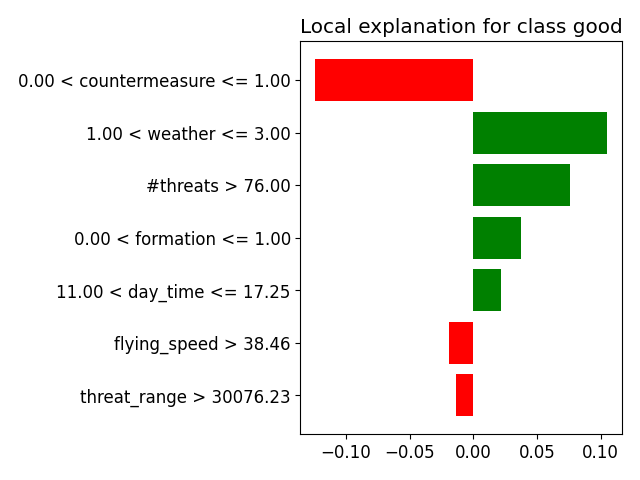 Local explanation for class good
0.00 < countermeasure <= 1.00
1.00 < weather <= 3.00
#threats > 76.00
0.00 < formation <= 1.00
11.00 < day_time <= 17.25
flying_speed > 38.46
threat_range > 30076.23
−0.10 −0.05 0.00 0.05 0.10